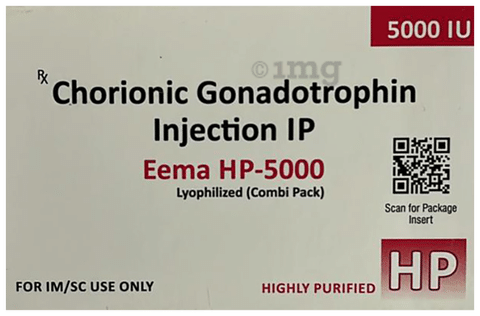 5000 IU
©1mg
Rx Chorionic Gonadotrophin
Injection IP
Eema HP-5000
Lyophilized (Combi Pack)
Scan for Package
Insert
FOR IM/SC USE ONLY
HIGHLY PURIFIED
HP